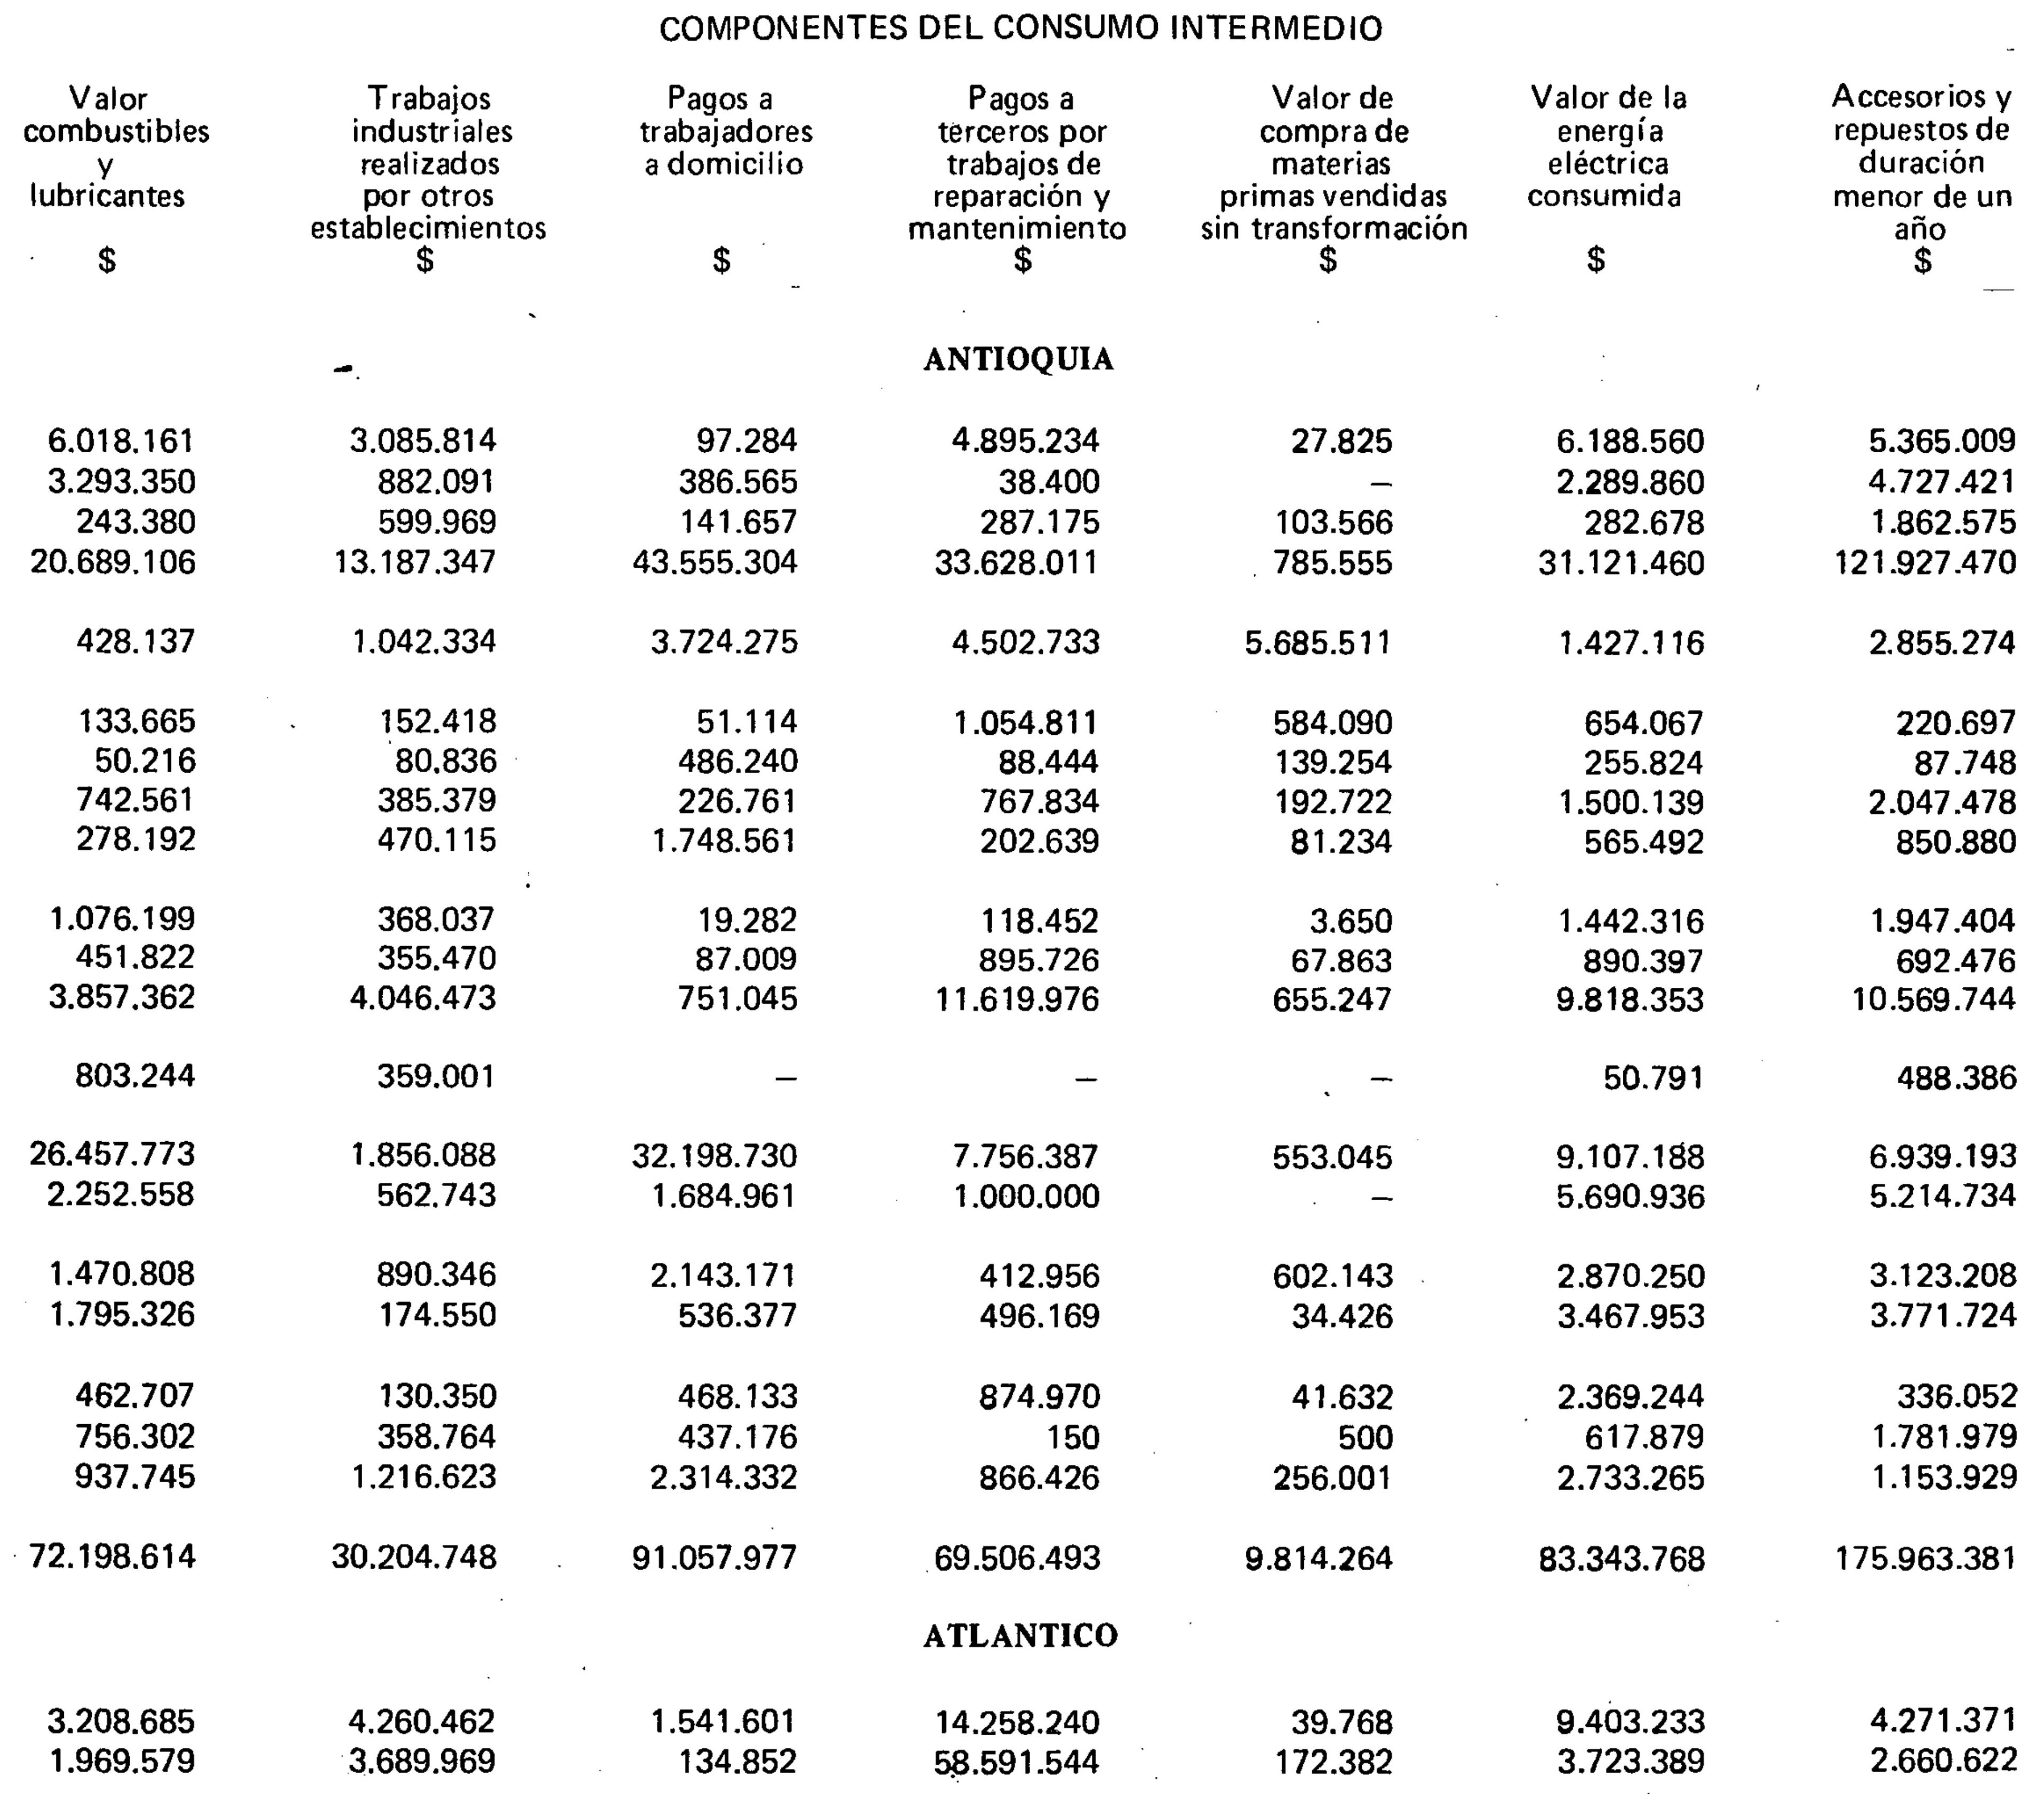 COMPONENTES DEL CONSUMO INTERMEDIO
Valor Trabajos Pagos a Pagos a Valor de Valor de la Accesorios y
combustibles industriales trabajadores terceros por compra de energía repuestos de
y realizados a domicilio trabajos de materias eléctrica duración
lubricantes por otros reparación y primas vendidas consumida menor de un
establecimientos mantenimiento sin transformación año
$ $ $ $ $ $ $
ANTIOQUIA
6.018.161 3.085.814 97.284 4.895.234 27.825 6.188.560 5.365.009
3.293.350 882.091 386.565 38.400 — 2.289.860 4.727.421
243.380 599.969 141.657 287.175 103.566 282.678 1.862.575
20.689.106 13.187.347 43.555.304 33.628.011 785.555 31.121.460 121.927.470
428.137 1.042.334 3.724.275 4.502.733 5.685.511 1.427.116 2.855.274
133.665 152.418 51.114 1.054.811 584.090 654.067 220.697
50.216 80.836 486.240 88.444 139.254 255.824 87.748
742.561 385.379 226.761 767.834 192.722 1.500.139 2.047.478
278.192 470.115 1.748.561 202.639 81.234 565.492 850.880
1.076.199 368.037 19.282 118.452 3.650 1.442.316 1.947.404
451.822 355.470 87.009 895.726 67.863 890.397 692.476
3.857.362 4.046.473 751.045 11.619.976 655.247 9.818.353 10.569.744
803.244 359.001 — — — 50.791 488.386
26.457.773 1.856.088 32.198.730 7.756.387 553.045 9.107.188 6.939.193
2.252.558 562.743 1.684.961 1.000.000 — 5.690.936 5.214.734
1.470.808 890.346 2.143.171 412.956 602.143 2.870.250 3.123.208
1.795.326 174.550 536.377 496.169 34.426 3.467.953 3.771.724
462.707 130.350 468.133 874.970 41.632 2.369.244 336.052
756.302 358.764 437.176 150 500 617.879 1.781.979
937.745 1.216.623 2.314.332 866.426 256.001 2.733.265 1.153.929
72.198.614 30.204.748 91.057.977 69.506.493 9.814.264 83.343.768 175.963.381
ATLANTICO
3.208.685 4.260.462 1.541.601 14.258.240 39.768 9.403.233 4.271.371
1.969.579 3.689.969 134.852 58.591.544 172.382 3.723.389 2.660.622